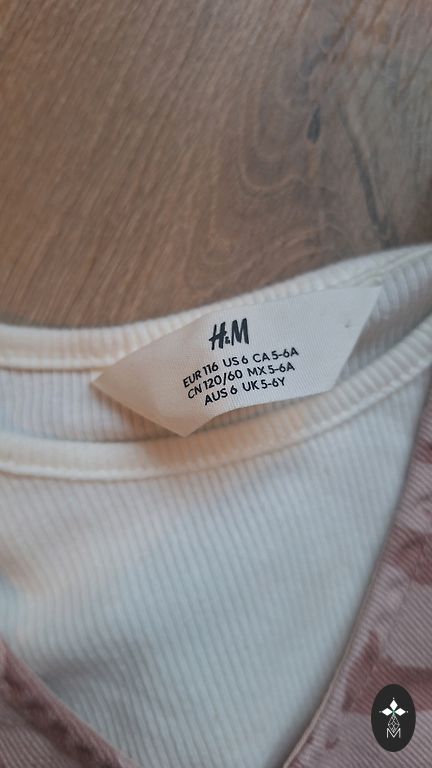 H&M
EUR 116 US 6 CA 5-6A
CN 120/60 MX 5-6A
AUS 6 UK 5-6Y
M